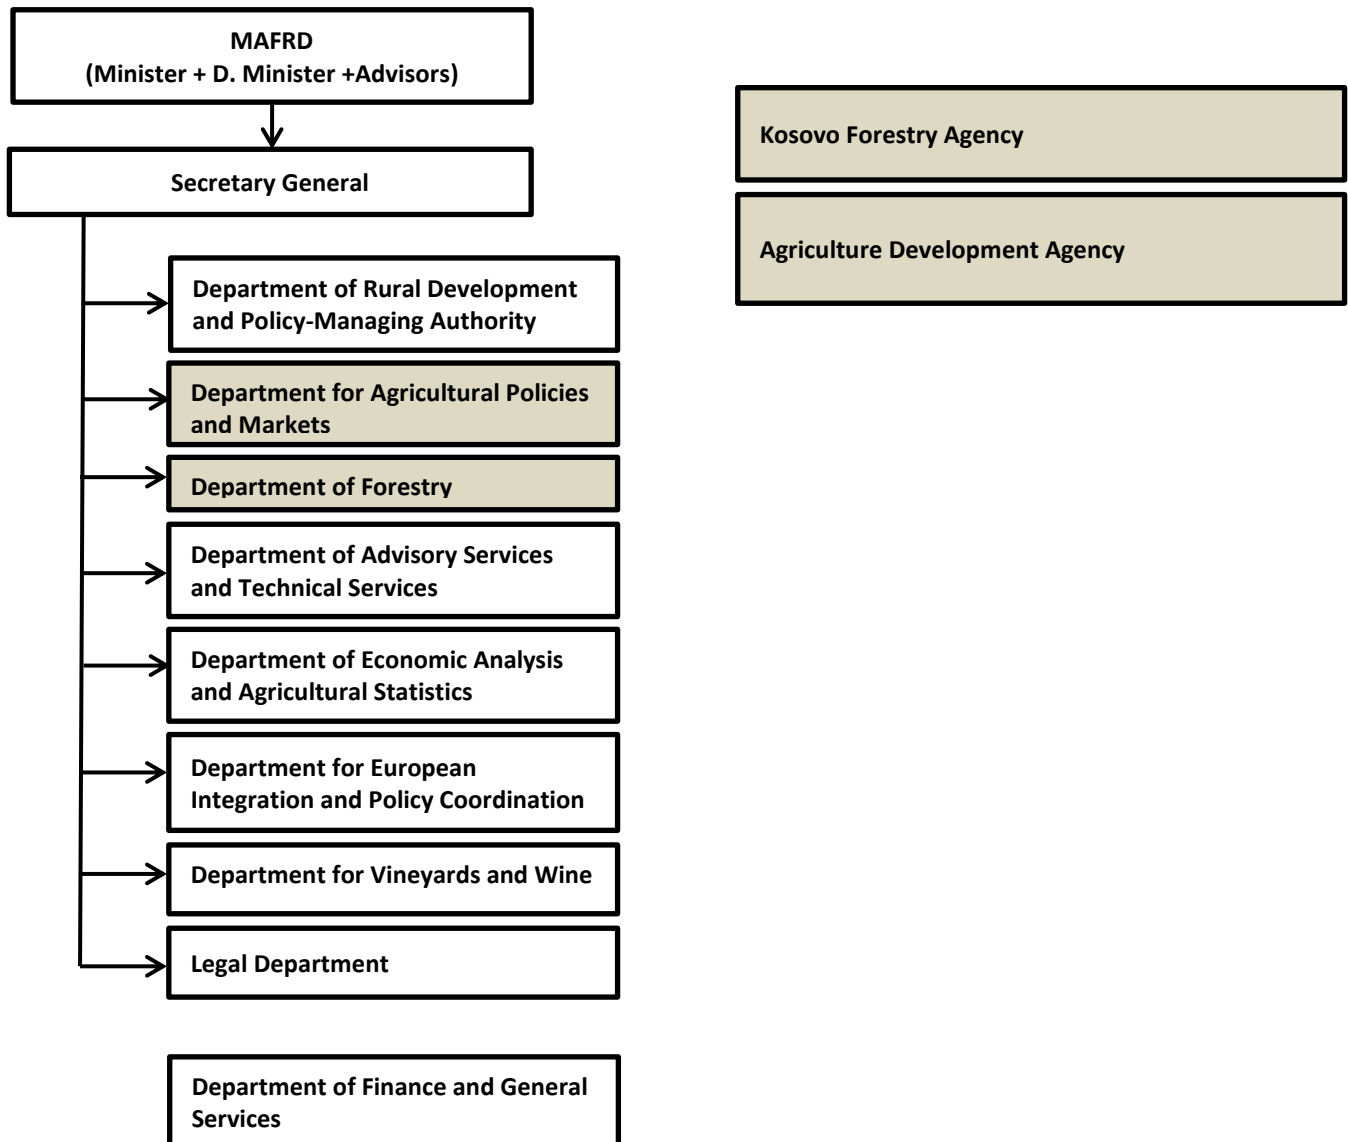 MAFRD
(Minister + D. Minister +Advisors)
Secretary General
Department of Rural Development
and Policy-Managing Authority
Department for Agricultural Policies
and Markets
Department of Forestry
Department of Advisory Services
and Technical Services
Department of Economic Analysis
and Agricultural Statistics
Department for European
Integration and Policy Coordination
Department for Vineyards and Wine
Legal Department
Department of Finance and General
Services
Kosovo Forestry Agency
Agriculture Development Agency